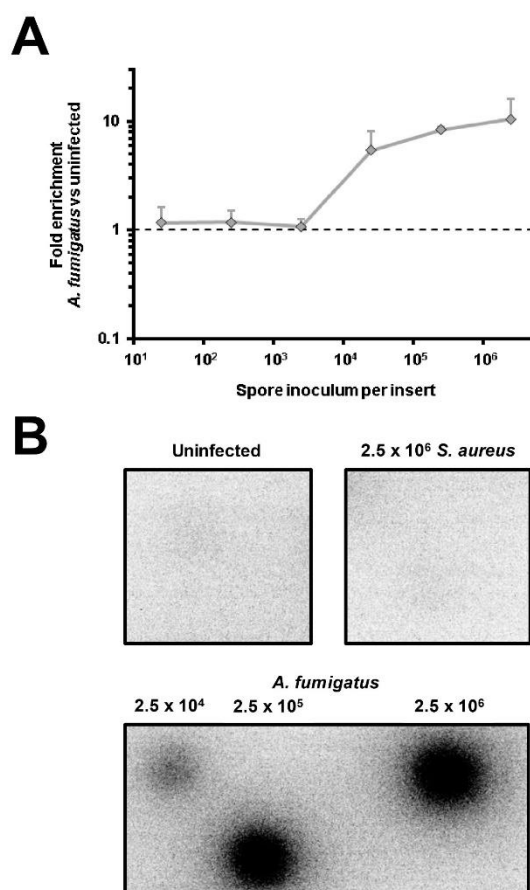 A
Fold enrichment
A. fumigatus vs uninfected
10
1
0.1
10¹ 10² 10³ 10⁴ 10⁵ 10⁶
Spore inoculum per insert
B
Uninfected 2.5 x 10⁶ S. aureus
A. fumigatus
2.5 x 10⁴ 2.5 x 10⁵ 2.5 x 10⁶